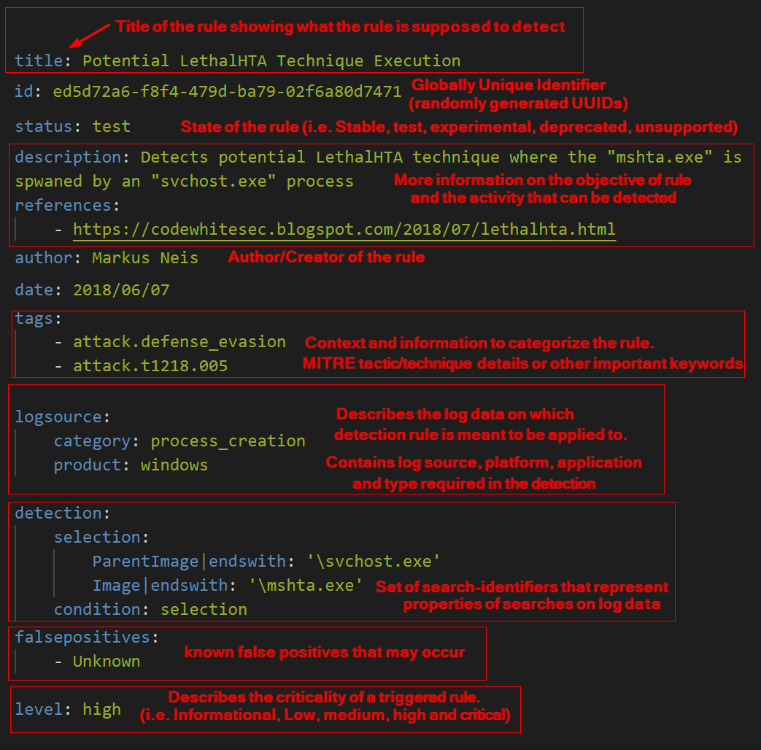 Title of the rule showing what the rule is supposed to detect
title: Potential LethalHTA Technique Execution
id: ed5d72a6-f8f4-479d-ba79-02f6a80d7471
Globally Unique Identifier
(randomly generated UUIDs)
status: test
State of the rule (i.e. Stable, test, experimental, deprecated, unsupported)
description: Detects potential LethalHTA technique where the "mshta.exe" is
spwaned by an "svchost.exe" process
More information on the objective of rule
and the activity that can be detected
references:
- https://codewhitesec.blogspot.com/2018/07/lethalhta.html
author: Markus Neis
Author/Creator of the rule
date: 2018/06/07
tags:
- attack.defense_evasion
- attack.t1218.005
Context and information to categorize the rule.
MITRE tactic/technique details or other important keywords
logsource:
category: process_creation
product: windows
Describes the log data on which
detection rule is meant to be applied to.
Contains log source, platform, application
and type required in the detection
detection:
selection:
ParentImage|endswith: '\svchost.exe'
Image|endswith: '\mshta.exe'
condition: selection
Set of search-identifiers that represent
properties of searches on log data
falsepositives:
- Unknown
known false positives that may occur
level: high
Describes the criticality of a triggered rule.
(i.e. Informational, Low, medium, high and critical)